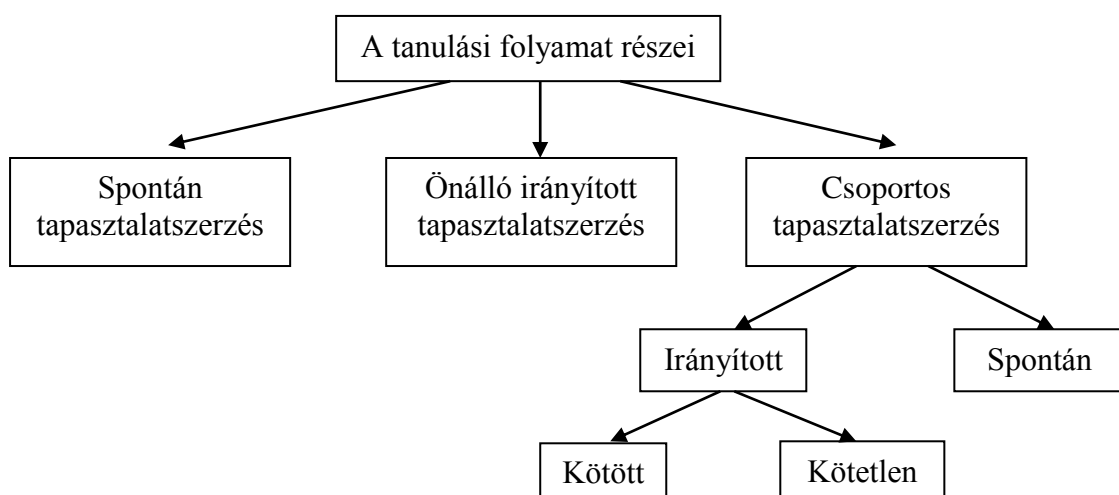 A tanulási folyamat részei
Spontán
tapasztalatszerzés
Önálló irányított
tapasztalatszerzés
Csoportos
tapasztalatszerzés
Irányított
Spontán
Kötött
Kötetlen